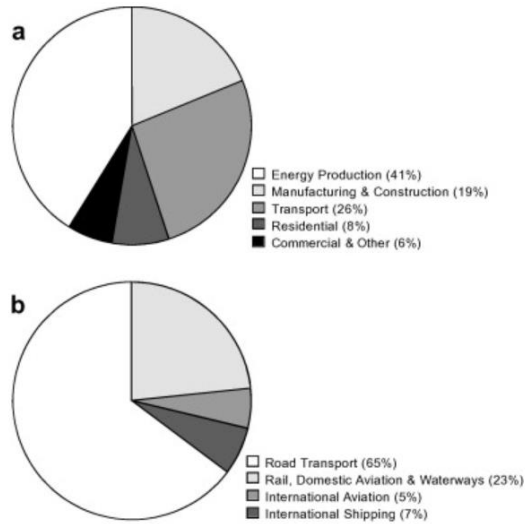 a
Energy Production (41%)
Manufacturing & Construction (19%)
Transport (26%)
Residential (8%)
Commercial & Other (6%)
b
Road Transport (65%)
Rail, Domestic Aviation & Waterways (23%)
International Aviation (5%)
International Shipping (7%)